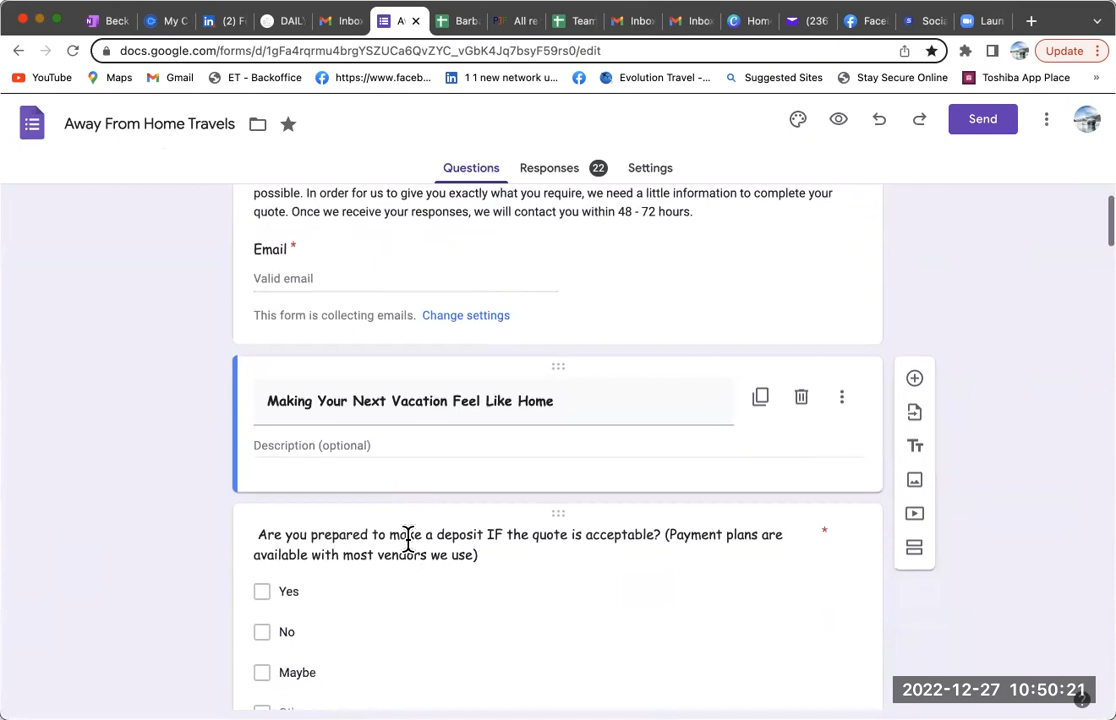 Beck
My C
(2) F
DAIL
Inbo
A
Barb
All re
Team
Inbo
Inbo
Hom
(236
Face
Socia
Laun
docs.google.com/forms/d/1gFa4rqrmu4brgYSZUCa6QvZYC_vGbK4Jq7bsyF59rs0/edit
Update
YouTube
Maps
Gmail
ET - Backoffice
https://www.faceb...
1 1 new network u...
Evolution Travel -...
Suggested Sites
Stay Secure Online
Toshiba App Place
»
Away From Home Travels
Send
Questions
Responses 22
Settings
possible. In order for us to give you exactly what you require, we need a little information to complete your
quote. Once we receive your responses, we will contact you within 48 - 72 hours.
Email *
Valid email
This form is collecting emails. Change settings
Making Your Next Vacation Feel Like Home
Description (optional)
Are you prepared to make a deposit IF the quote is acceptable? (Payment plans are *
available with most vendors we use)
Yes
No
Maybe
2022-12-27 10:50:21